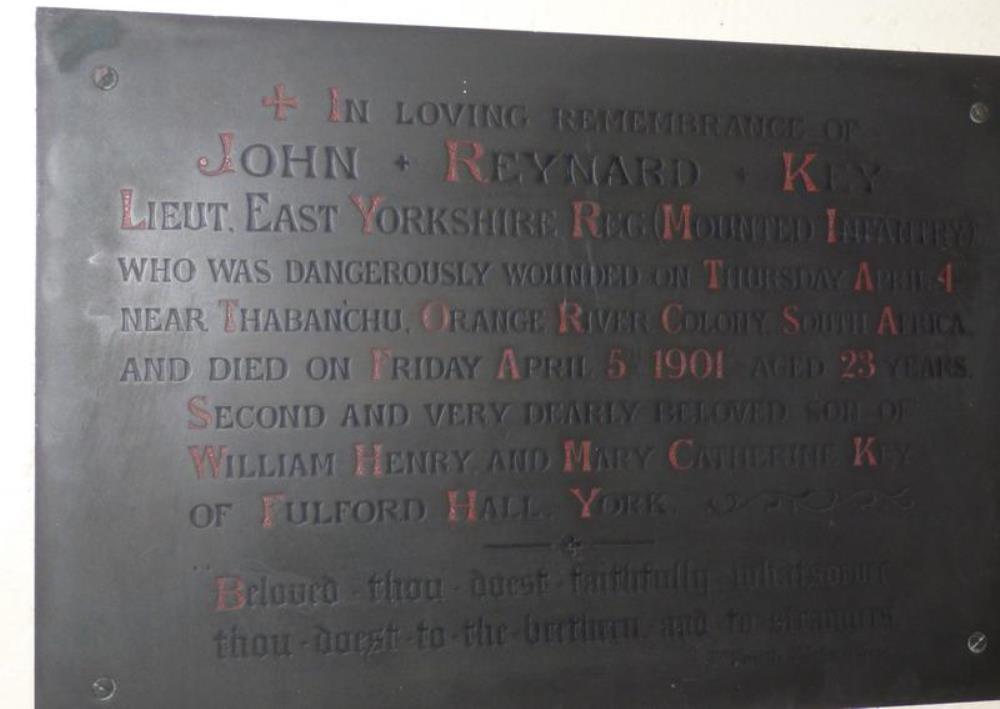 ✝ IN LOVING REMEMBRANCE OF
JOHN + REYNARD + KEY
LIEUT. EAST YORKSHIRE REG (MOUNTED INFANTRY)
WHO WAS DANGEROUSLY WOUNDED ON THURSDAY APRIL 4
NEAR THABAN'CHU, ORANGE RIVER COLONY, SOUTH AFRICA,
AND DIED ON FRIDAY APRIL 5 1901 AGED 23 YEARS.
SECOND AND VERY DEARLY BELOVED SON OF
WILLIAM HENRY, AND MARY CATHERINE KEY
OF FULFORD HALL, YORK.
"Beloved · thou · doest · faithfully whatsoever
thou · doest · to · the · brethren, and to strangers.